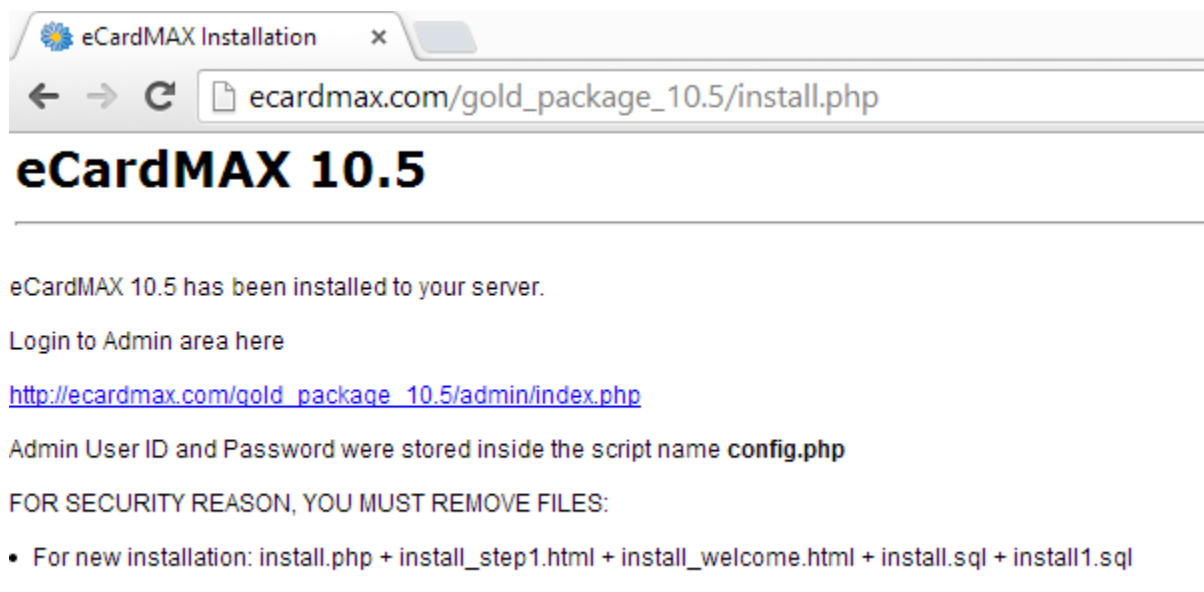 eCardMAX Installation
ecardmax.com/gold_package_10.5/install.php
eCardMAX 10.5
eCardMAX 10.5 has been installed to your server.
Login to Admin area here
http://ecardmax.com/gold_package_10.5/admin/index.php
Admin User ID and Password were stored inside the script name config.php
FOR SECURITY REASON, YOU MUST REMOVE FILES:
• For new installation: install.php + install_step1.html + install_welcome.html + install.sql + install1.sql